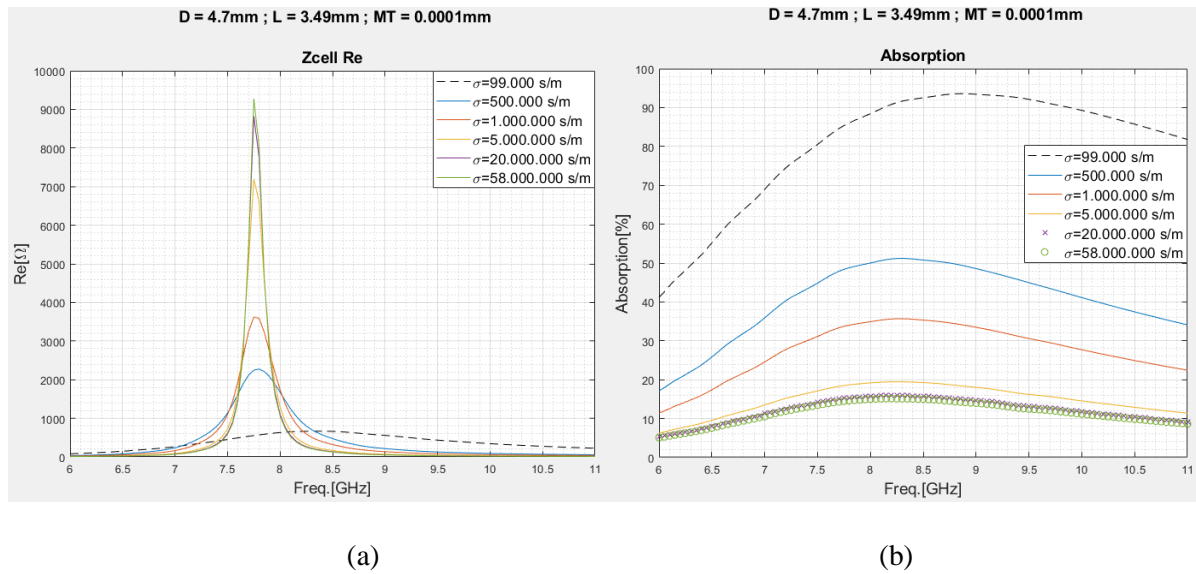 D = 4.7mm ; L = 3.49mm ; MT = 0.0001mm
Zcell Re
10000
9000
8000
7000
6000
5000
4000
3000
2000
1000
0
Re[Ω]
σ=99.000 s/m
σ=500.000 s/m
σ=1.000.000 s/m
σ=5.000.000 s/m
σ=20.000.000 s/m
σ=58.000.000 s/m
6 6.5 7 7.5 8 8.5 9 9.5 10 10.5 11
Freq.[GHz]
(a)
D = 4.7mm ; L = 3.49mm ; MT = 0.0001mm
Absorption
100
90
80
70
60
50
40
30
20
10
0
Absorption[%]
σ=99.000 s/m
σ=500.000 s/m
σ=1.000.000 s/m
σ=5.000.000 s/m
σ=20.000.000 s/m
σ=58.000.000 s/m
6 6.5 7 7.5 8 8.5 9 9.5 10 10.5 11
Freq.[GHz]
(b)